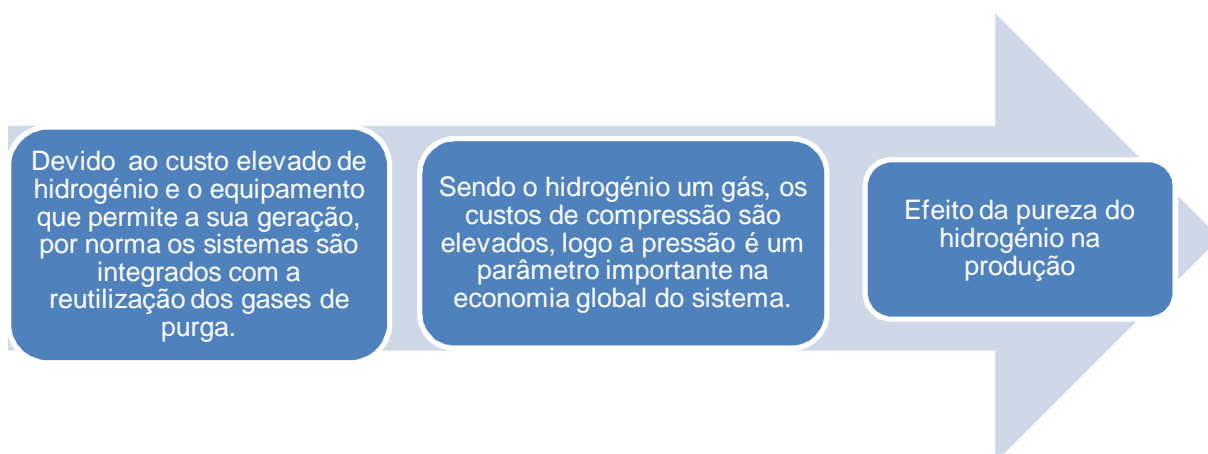 Devido ao custo elevado de
hidrogénio e o equipamento
que permite a sua geração,
por norma os sistemas são
integrados com a
reutilização dos gases de
purga.
Sendo o hidrogénio um gás, os
custos de compressão são
elevados, logo a pressão é um
parâmetro importante na
economia global do sistema.
Efeito da pureza do
hidrogénio na
produção